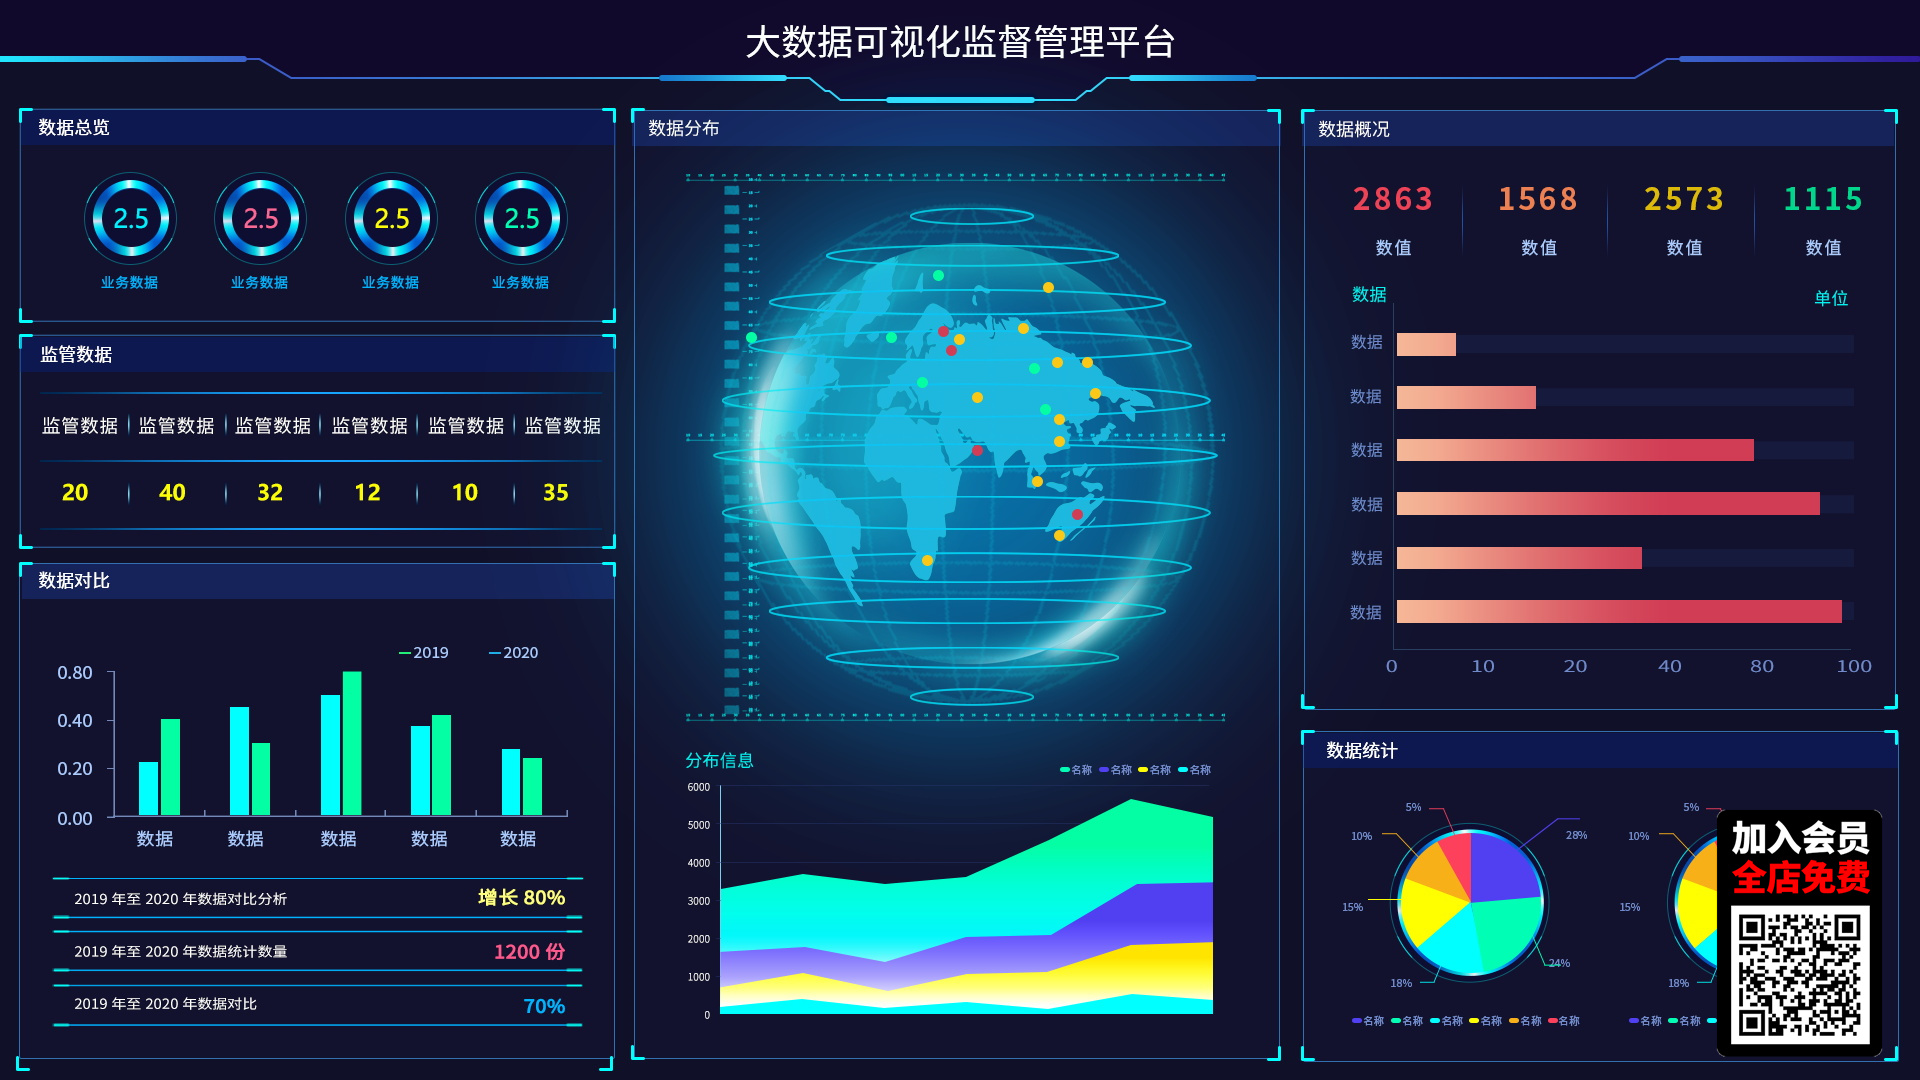 大数据可视化监督管理平台
数据总览
2.5
2.5
2.5
2.5
业务数据
业务数据
业务数据
业务数据
监管数据
监管数据 监管数据 监管数据 监管数据 监管数据 监管数据
20 40 32 12 10 35
数据对比
2019 2020
0.80
0.40
0.20
0.00
数据 数据 数据 数据 数据
2019 年至 2020 年数据对比分析 增长 80%
2019 年至 2020 年数据统计数量 1200 份
2019 年至 2020 年数据对比 70%
数据分布
分布信息
名称 名称 名称 名称
6000
5000
4000
3000
2000
1000
0
数据概况
2863 1568 2573 1115
数值 数值 数值 数值
数据
单位
数据
数据
数据
数据
数据
数据
0 10 20 40 80 100
数据统计
5%
10%
28%
15%
24%
18%
名称 名称 名称 名称 名称 名称
5%
10%
15%
18%
名称 名称
加入会员
全店免费